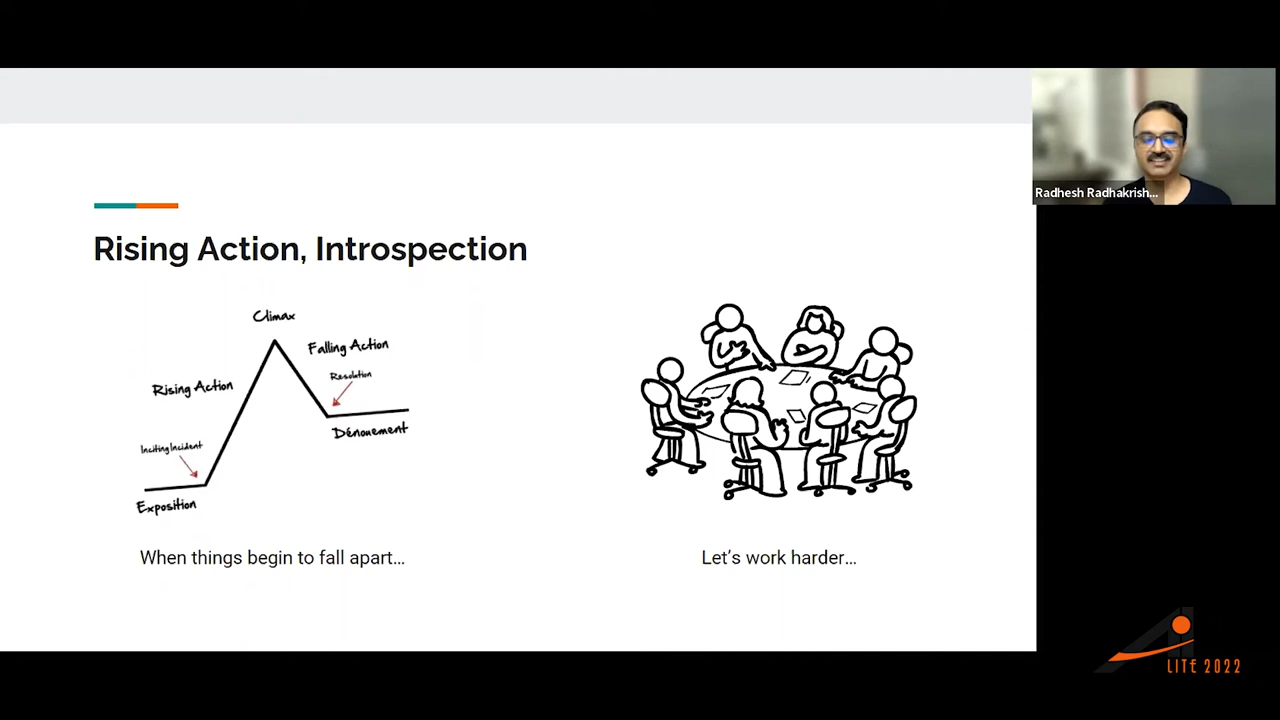 Radhesh Radhakrish...
Rising Action, Introspection
Climax
Falling Action
Resolution
Rising Action
Dénouement
Inciting Incident
Exposition
When things begin to fall apart...
Let's work harder...
LITE 2022